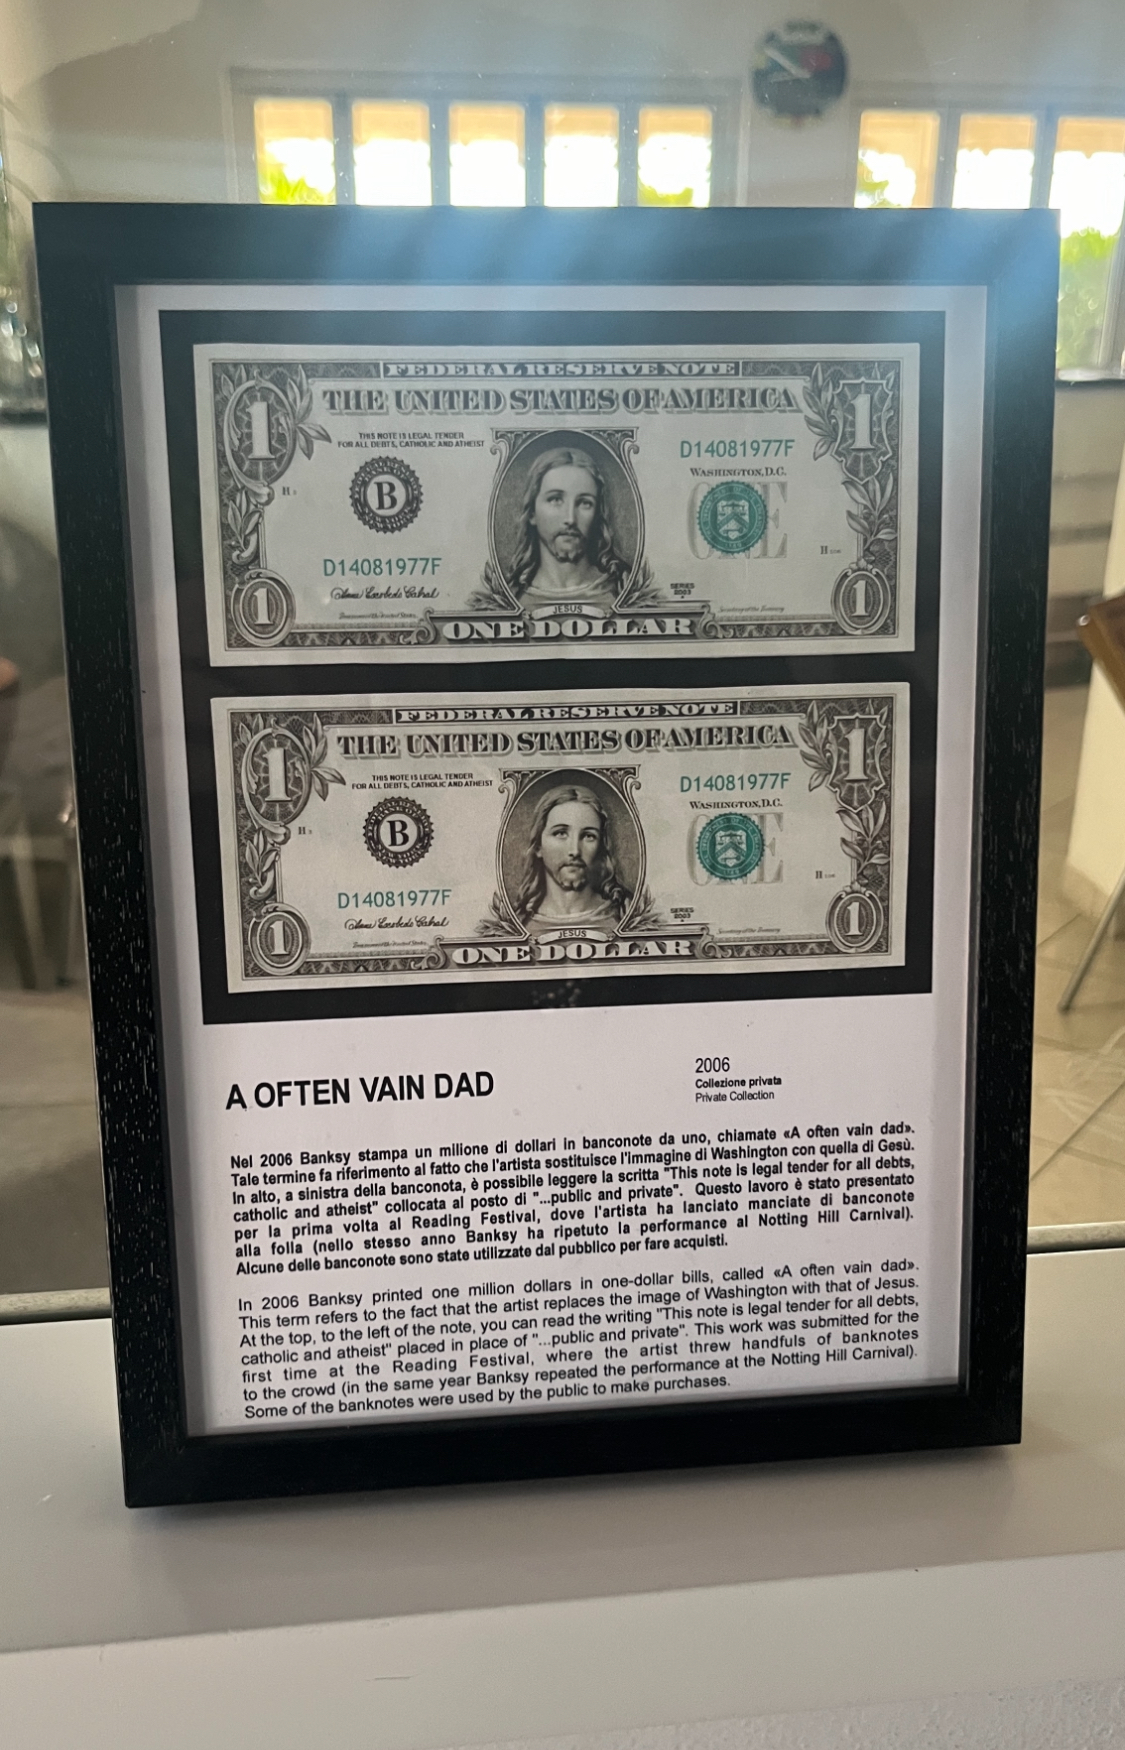 FEDERAL RESERVE NOTE
THE UNITED STATES OF AMERICA
1
1
THIS NOTE IS LEGAL TENDER
FOR ALL DEBTS, CATHOLIC AND ATHEIST
D14081977F
WASHINGTON, D.C.
B
ONE
H
H
D14081977F
SERIES
2003
JESUS
1
ONE DOLLAR
1
FEDERAL RESERVE NOTE
THE UNITED STATES OF AMERICA
1
1
THIS NOTE IS LEGAL TENDER
FOR ALL DEBTS, CATHOLIC AND ATHEIST
D14081977F
WASHINGTON, D.C.
B
ONE
H
H
D14081977F
SERIES
2003
JESUS
1
ONE DOLLAR
1
A OFTEN VAIN DAD
2006
Collezione privata
Private Collection
Nel 2006 Banksy stampa un milione di dollari in banconote da uno, chiamate «A often vain dad».
Tale termine fa riferimento al fatto che l'artista sostituisce l'immagine di Washington con quella di Gesù.
In alto, a sinistra della banconota, è possibile leggere la scritta "This note is legal tender for all debts,
catholic and atheist" collocata al posto di "...public and private". Questo lavoro è stato presentato
per la prima volta al Reading Festival, dove l'artista ha lanciato manciate di banconote
alla folla (nello stesso anno Banksy ha ripetuto la performance al Notting Hill Carnival).
Alcune delle banconote sono state utilizzate dal pubblico per fare acquisti.
In 2006 Banksy printed one million dollars in one-dollar bills, called «A often vain dad».
This term refers to the fact that the artist replaces the image of Washington with that of Jesus.
At the top, to the left of the note, you can read the writing "This note is legal tender for all debts,
catholic and atheist" placed in place of "...public and private". This work was submitted for the
first time at the Reading Festival, where the artist threw handfuls of banknotes
to the crowd (in the same year Banksy repeated the performance at the Notting Hill Carnival).
Some of the banknotes were used by the public to make purchases.